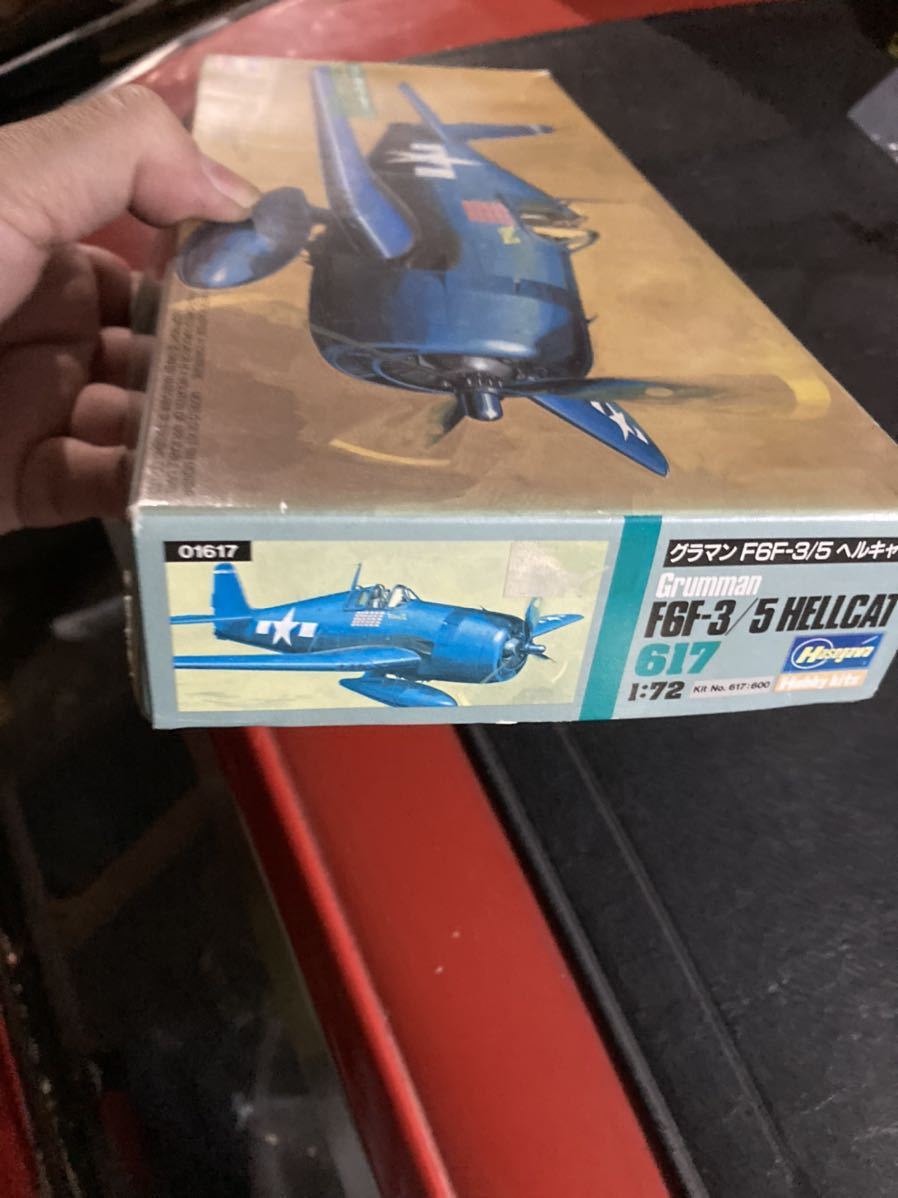 01617
グラマン F6F-3/5 ヘルキャ
Grumman
F6F-3/5 HELLCAT
617
1:72
Kit No. 617:600
Hasegawa
Hobby kits